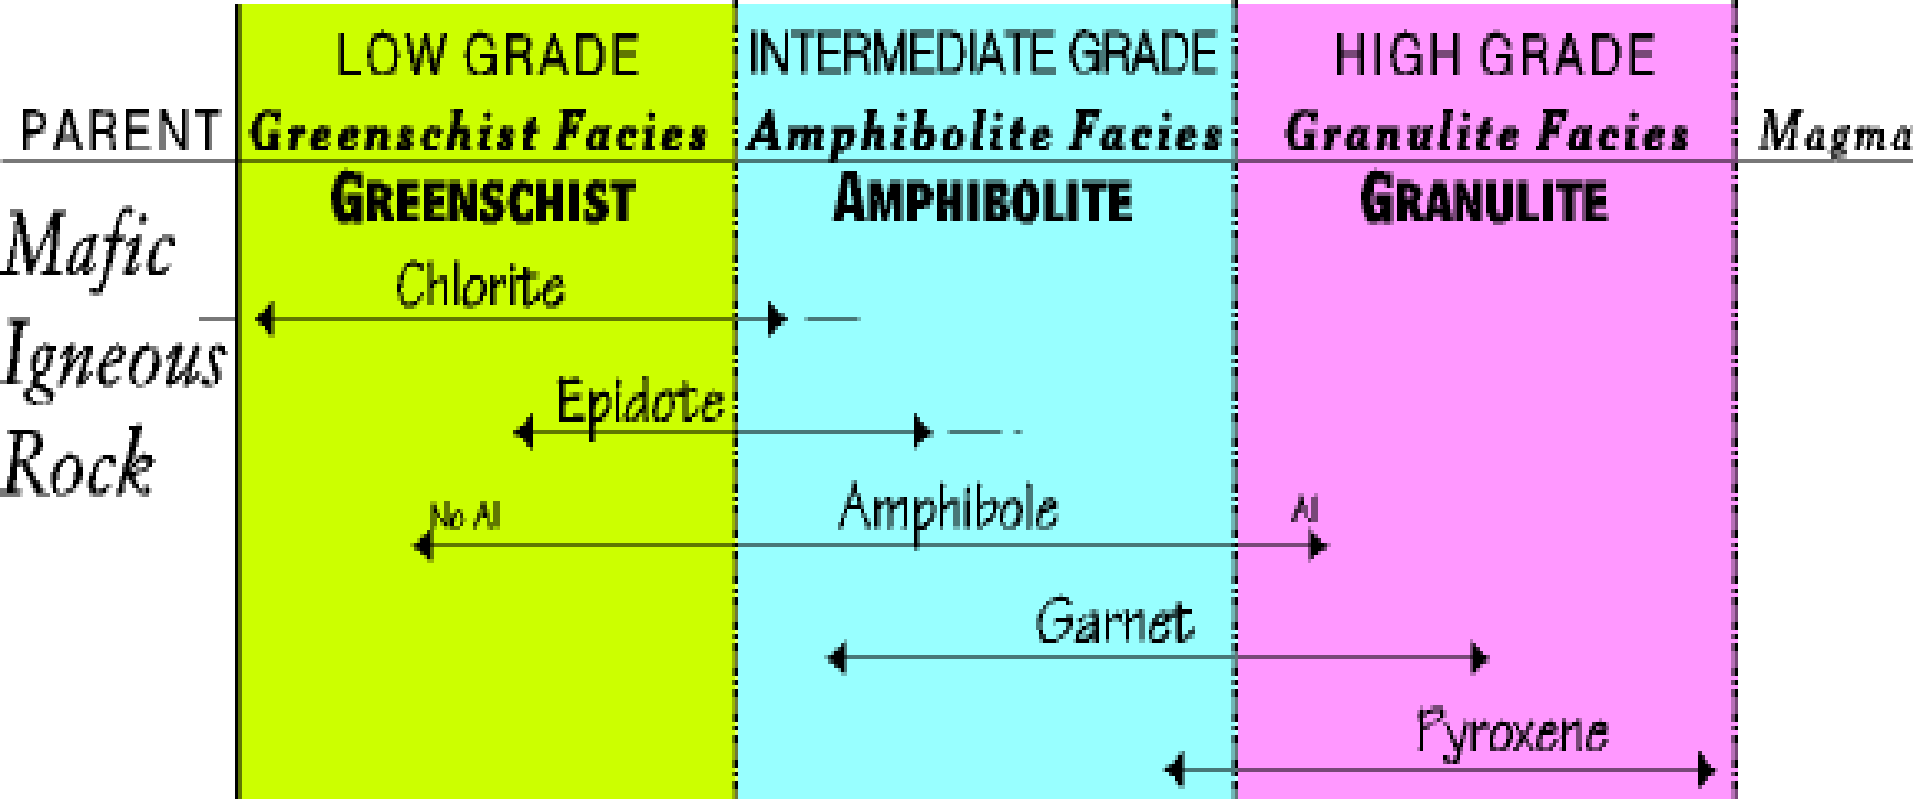 LOW GRADE INTERMEDIATE GRADE HIGH GRADE
PARENT Greenschist Facies Amphibolite Facies Granulite Facies Magma
GREENSCHIST AMPHIBOLITE GRANULITE
Mafic
Igneous
Rock
Chlorite
Epidote
No Al Amphibole Al
Garnet
Pyroxene